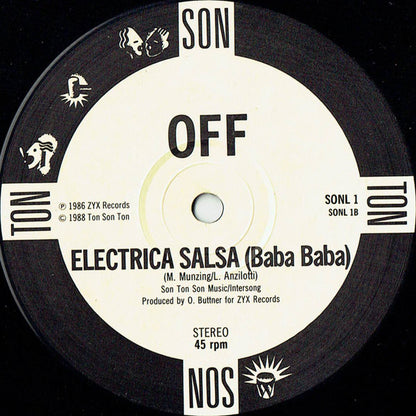 SON
OFF
℗ 1986 ZYX Records
© 1988 Ton Son Ton
SONL 1
SONL 1B
TON
TON
ELECTRICA SALSA (Baba Baba)
(M. Munzing/L. Anzilotti)
Son Ton Son Music/Intersong
Produced by O. Buttner for ZYX Records
STEREO
45 rpm
SON